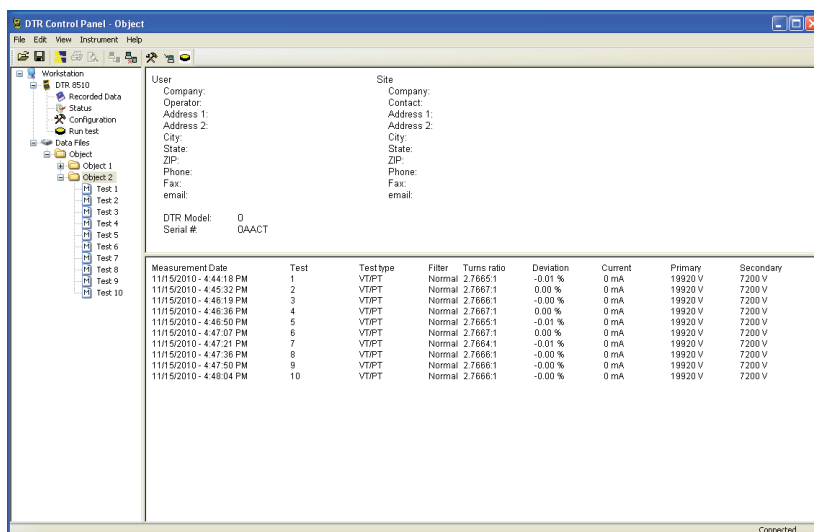 DTR Control Panel - Object
File Edit View Instrument Help
Workstation
DTR 8510
Recorded Data
Status
Configuration
Run test
Data Files
Object
Object 1
Object 2
M Test 1
M Test 2
M Test 3
M Test 4
M Test 5
M Test 6
M Test 7
M Test 8
M Test 9
M Test 10
User Site
Company: Company:
Operator: Contact:
Address 1: Address 1:
Address 2: Address 2:
City: City:
State: State:
ZIP: ZIP:
Phone: Phone:
Fax: Fax:
email: email:
DTR Model: 0
Serial #: 0AACT
Measurement Date Test Test type Filter Turns ratio Deviation Current Primary Secondary
11/15/2010 - 4:44:18 PM 1 VT/PT Normal 2.7665:1 -0.01 % 0 mA 19920 V 7200 V
11/15/2010 - 4:45:32 PM 2 VT/PT Normal 2.7667:1 0.00 % 0 mA 19920 V 7200 V
11/15/2010 - 4:46:19 PM 3 VT/PT Normal 2.7666:1 -0.00 % 0 mA 19920 V 7200 V
11/15/2010 - 4:46:36 PM 4 VT/PT Normal 2.7667:1 0.00 % 0 mA 19920 V 7200 V
11/15/2010 - 4:46:50 PM 5 VT/PT Normal 2.7665:1 -0.01 % 0 mA 19920 V 7200 V
11/15/2010 - 4:47:07 PM 6 VT/PT Normal 2.7667:1 0.00 % 0 mA 19920 V 7200 V
11/15/2010 - 4:47:21 PM 7 VT/PT Normal 2.7664:1 -0.01 % 0 mA 19920 V 7200 V
11/15/2010 - 4:47:36 PM 8 VT/PT Normal 2.7666:1 -0.00 % 0 mA 19920 V 7200 V
11/15/2010 - 4:47:50 PM 9 VT/PT Normal 2.7666:1 -0.00 % 0 mA 19920 V 7200 V
11/15/2010 - 4:48:04 PM 10 VT/PT Normal 2.7666:1 -0.00 % 0 mA 19920 V 7200 V
Connected